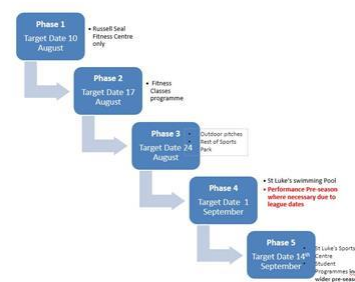 Phase 1
Target Date 10
August
• Russell Seal
Fitness Centre
only
Phase 2
Target Date 17
August
• Fitness
Classes
programme
Phase 3
Target Date 24
August
• Outdoor pitches
• Rest of Sports
Park
Phase 4
Target Date 1
September
• St Luke's swimming Pool
• Performance Pre-season
where necessary due to
league dates
Phase 5
Target Date 14th
September
St Luke's Sports
Centre
Student
Programmes
wider